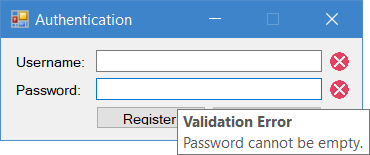 Authentication
Username:
Password:
Register
Validation Error
Password cannot be empty.